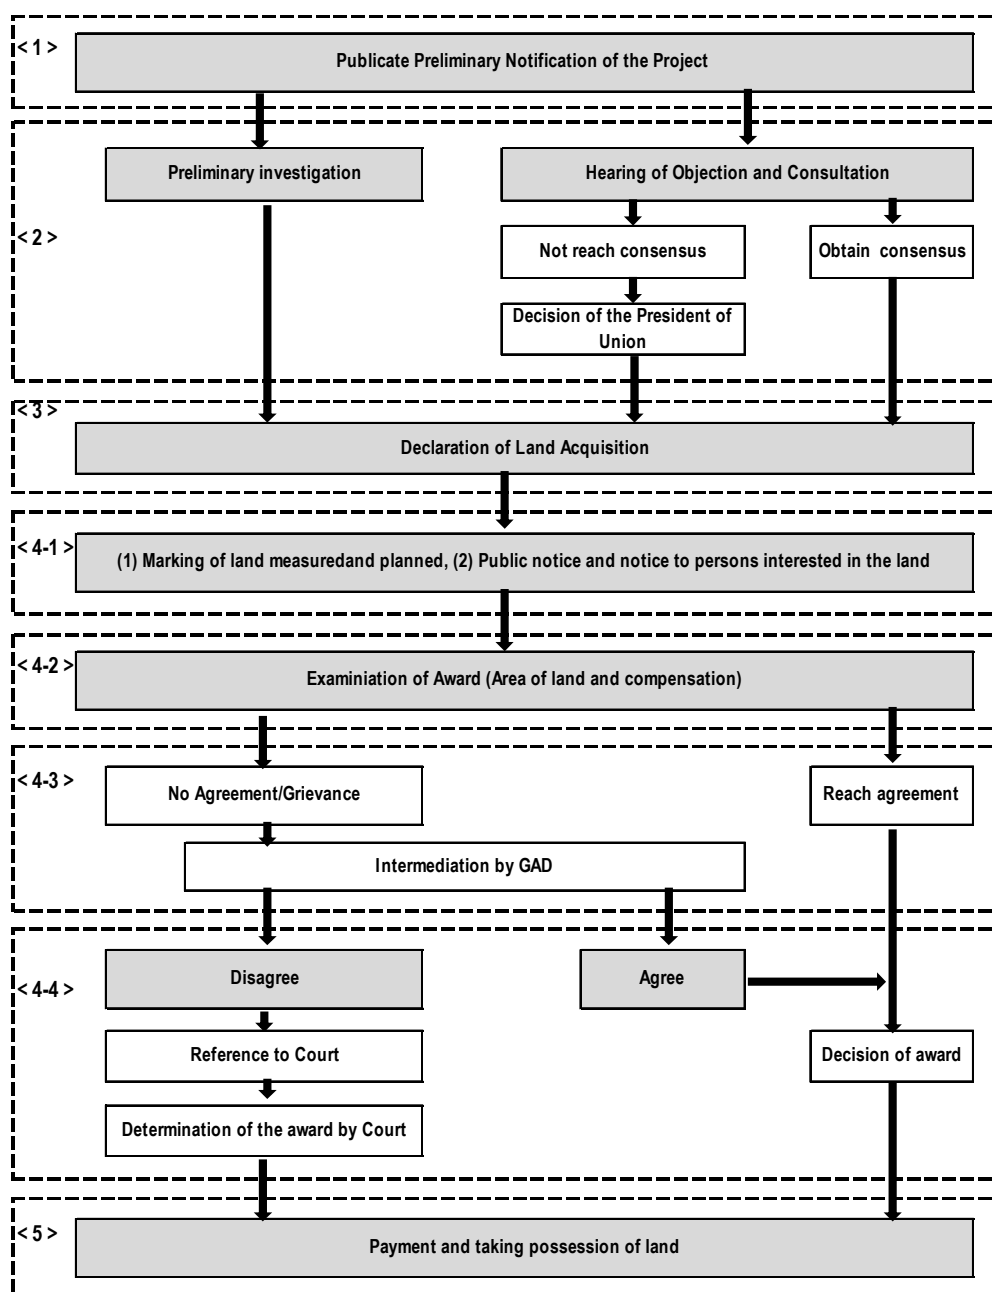 < 1 >
Publicate Preliminary Notification of the Project
< 2 >
Preliminary investigation
Hearing of Objection and Consultation
Not reach consensus
Obtain consensus
Decision of the President of
Union
< 3 >
Declaration of Land Acquisition
< 4-1 >
(1) Marking of land measuredand planned, (2) Public notice and notice to persons interested in the land
< 4-2 >
Examiniation of Award (Area of land and compensation)
< 4-3 >
No Agreement/Grievance
Reach agreement
Intermediation by GAD
< 4-4 >
Disagree
Agree
Reference to Court
Decision of award
Determination of the award by Court
< 5 >
Payment and taking possession of land